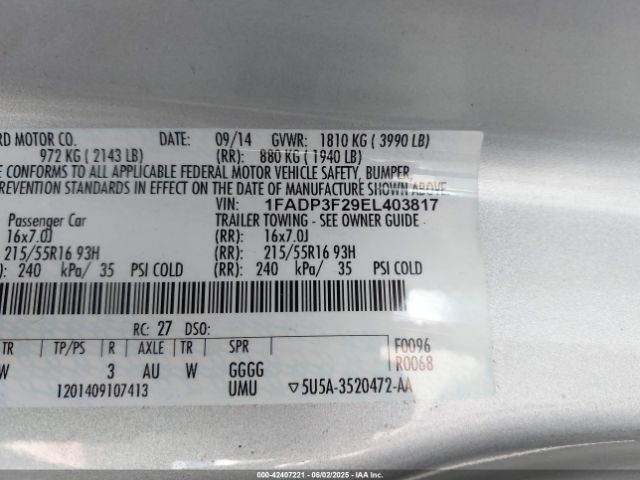 RD MOTOR CO. DATE: 09/14 GVWR: 1810 KG ( 3990 LB)
972 KG ( 2143 LB) (RR): 880 KG ( 1940 LB)
E CONFORMS TO ALL APPLICABLE FEDERAL MOTOR VEHICLE SAFETY, BUMPER,
REVENTION STANDARDS IN EFFECT ON THE DATE OF MANUFACTURE SHOWN ABOVE.
VIN: 1FADP3F29EL403817
Passenger Car TRAILER TOWING - SEE OWNER GUIDE
16x7.0J (RR): 16x7.0J
215/55R16 93H (RR): 215/55R16 93H
R): 240 kPa/ 35 PSI COLD (RR): 240 kPa/ 35 PSI COLD
RC: 27 DSO: F0096
TR TP/PS R AXLE TR SPR R0068
W 3 AU W GGGG
1201409107413 UMU ▽5U5A-3520472-AA
000-42407221 - 06/02/2025 - IAAI.COM